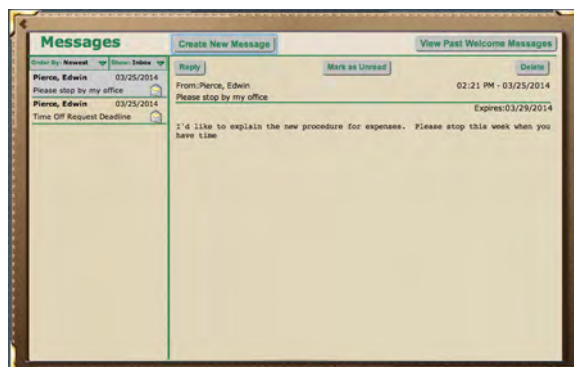 Messages
Create New Message
View Past Welcome Messages
Order By: Newest
Show: Inbox
Pierce, Edwin 03/25/2014
Please stop by my office
Pierce, Edwin 03/25/2014
Time Off Request Deadline
Reply
Mark as Unread
Delete
From:Pierce, Edwin
02:21 PM - 03/25/2014
Please stop by my office
Expires:03/29/2014
I'd like to explain the new procedure for expenses. Please stop this week when you
have time